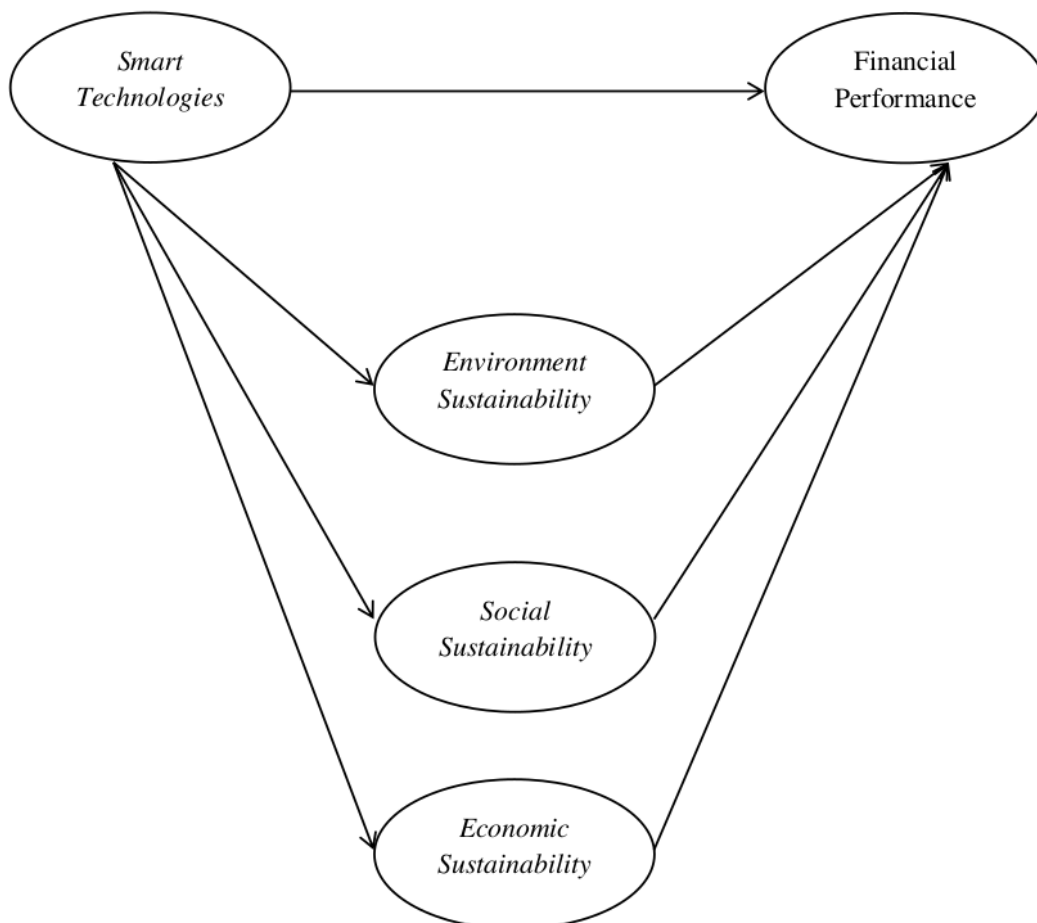 Smart
Technologies
Financial
Performance
Environment
Sustainability
Social
Sustainability
Economic
Sustainability